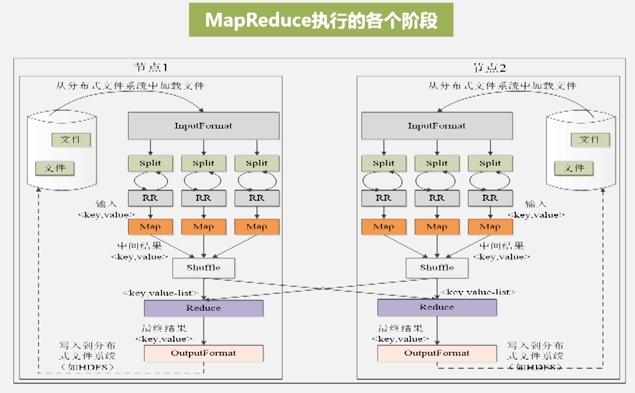 MapReduce执行的各个阶段
节点1
从分布式文件系统中加载文件
InputFormat
文件
文件
Split
Split
Split
RR
RR
RR
输入
<key,value>
Map
Map
Map
中间结果
<key,value>
Shuffle
<key,value-list>
Reduce
最终结果
<key,value>
写入到分布
式文件系统
（如HDFS）
OutputFormat
节点2
从分布式文件系统中加载文件
InputFormat
文件
文件
Split
Split
Split
RR
RR
RR
输入
<key,value>
Map
Map
Map
中间结果
<key,value>
Shuffle
<key,value-list>
Reduce
最终结果
<key,value>
写入到分布
式文件系统
（如HDFS）
OutputFormat